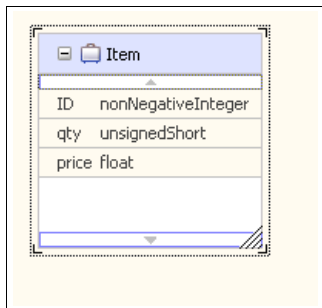 Item
ID nonNegativeInteger
qty unsignedShort
price float